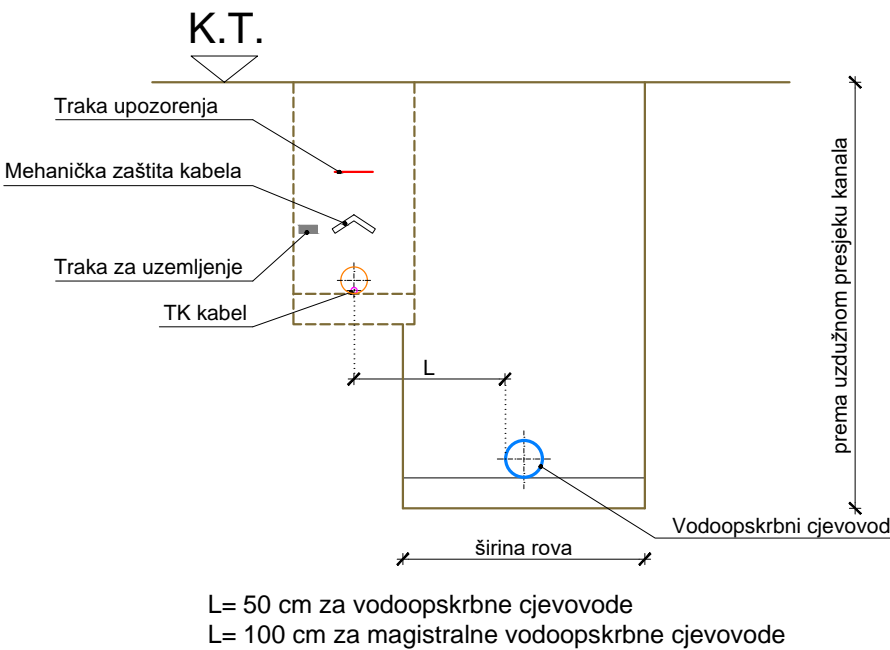 K.T.
Traka upozorenja
Mehanička zaštita kabela
Traka za uzemljenje
TK kabel
L
prema uzdužnom presjeku kanala
Vodoopskrbni cjevovod
širina rova
L= 50 cm za vodoopskrbne cjevovode
L= 100 cm za magistralne vodoopskrbne cjevovode